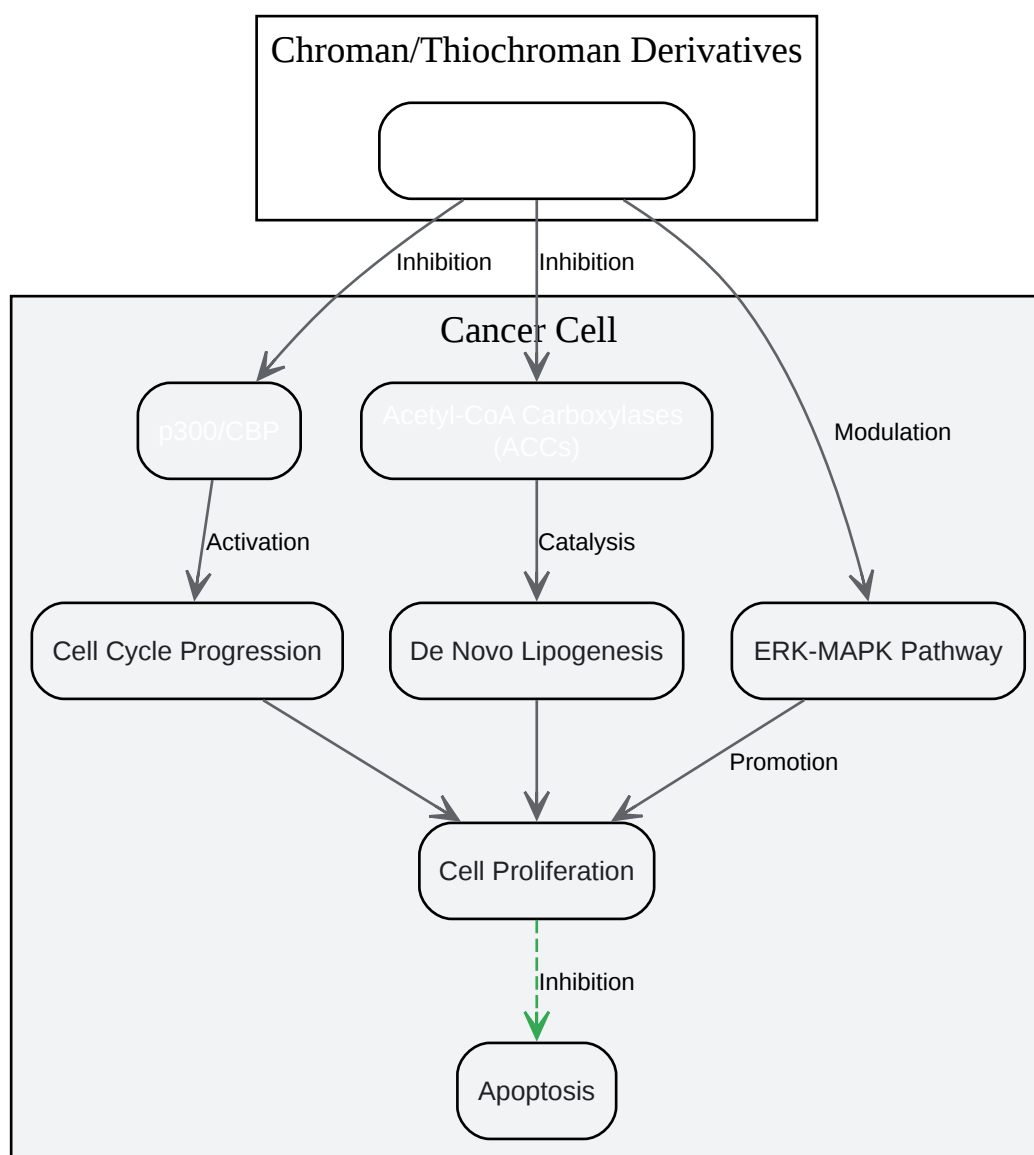 Chroman/Thiochroman Derivatives
Inhibition
Inhibition
Cancer Cell
p300/CBP
Acetyl-CoA Carboxylases
(ACCs)
Modulation
Activation
Catalysis
Cell Cycle Progression
De Novo Lipogenesis
ERK-MAPK Pathway
Promotion
Cell Proliferation
Inhibition
Apoptosis